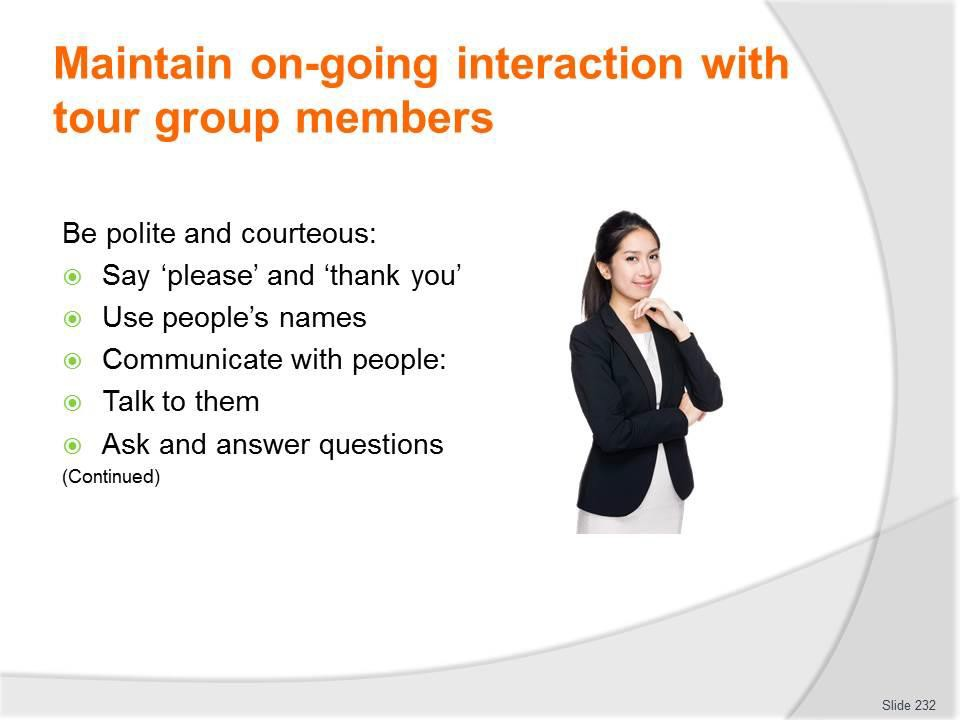 Maintain on-going interaction with
tour group members
Be polite and courteous:
Say ‘please’ and ‘thank you’
Use people’s names
Communicate with people:
Talk to them
Ask and answer questions
(Continued)
Slide 232